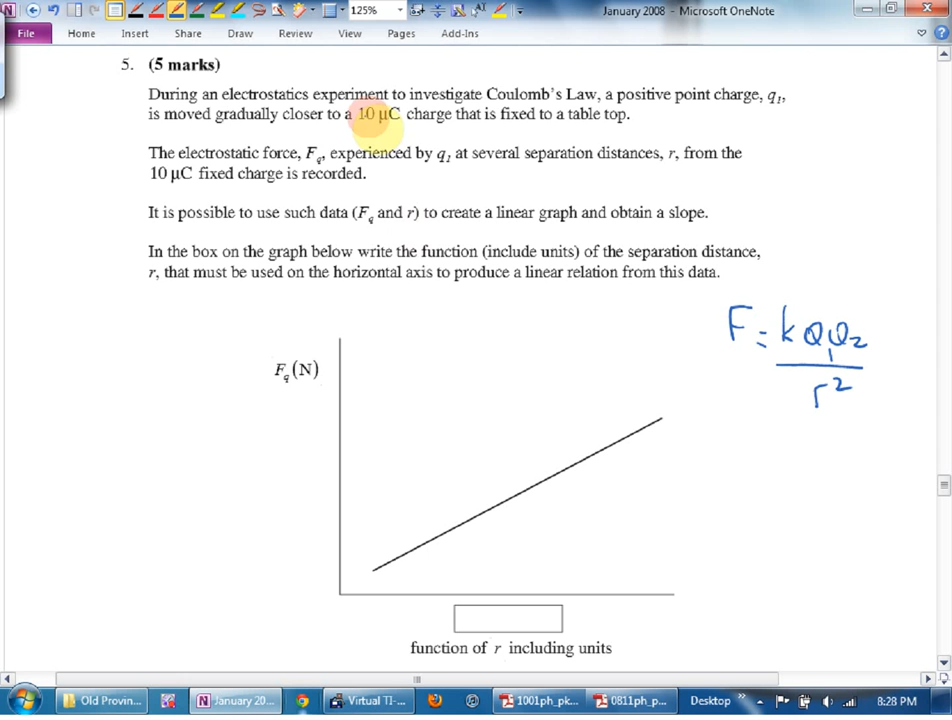 January 2008 - Microsoft OneNote
125%
File Home Insert Share Draw Review View Pages Add-Ins
5. (5 marks)
During an electrostatics experiment to investigate Coulomb's Law, a positive point charge, q1,
is moved gradually closer to a 10 µC charge that is fixed to a table top.
The electrostatic force, Fq, experienced by q1 at several separation distances, r, from the
10 µC fixed charge is recorded.
It is possible to use such data (Fq and r) to create a linear graph and obtain a slope.
In the box on the graph below write the function (include units) of the separation distance,
r, that must be used on the horizontal axis to produce a linear relation from this data.
F = k Q1 Q2
r²
Fq (N)
function of r including units
Old Provin... January 20... Virtual TI-... 1001ph_pk... 0811ph_p... Desktop 8:28 PM